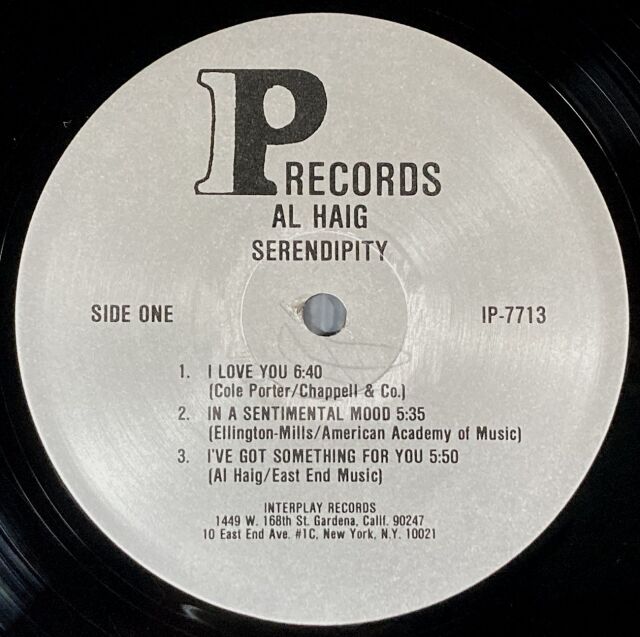 IP RECORDS
AL HAIG
SERENDIPITY
SIDE ONE
IP-7713
1. I LOVE YOU 6:40
(Cole Porter/Chappell & Co.)
2. IN A SENTIMENTAL MOOD 5:35
(Ellington-Mills/American Academy of Music)
3. I'VE GOT SOMETHING FOR YOU 5:50
(Al Haig/East End Music)
INTERPLAY RECORDS
1449 W. 168th St. Gardena, Calif. 90247
10 East End Ave. #1C, New York, N.Y. 10021